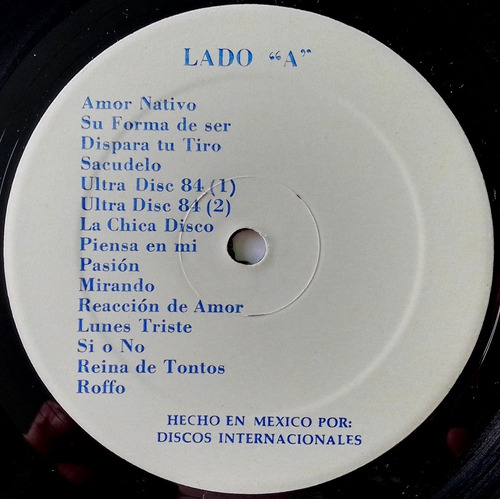 LADO "A"
Amor Nativo
Su Forma de ser
Dispara tu Tiro
Sacudelo
Ultra Disc 84 (1)
Ultra Disc 84 (2)
La Chica Disco
Piensa en mi
Pasión
Mirando
Reacción de Amor
Lunes Triste
Si o No
Reina de Tontos
Roffo
HECHO EN MEXICO POR:
DISCOS INTERNACIONALES